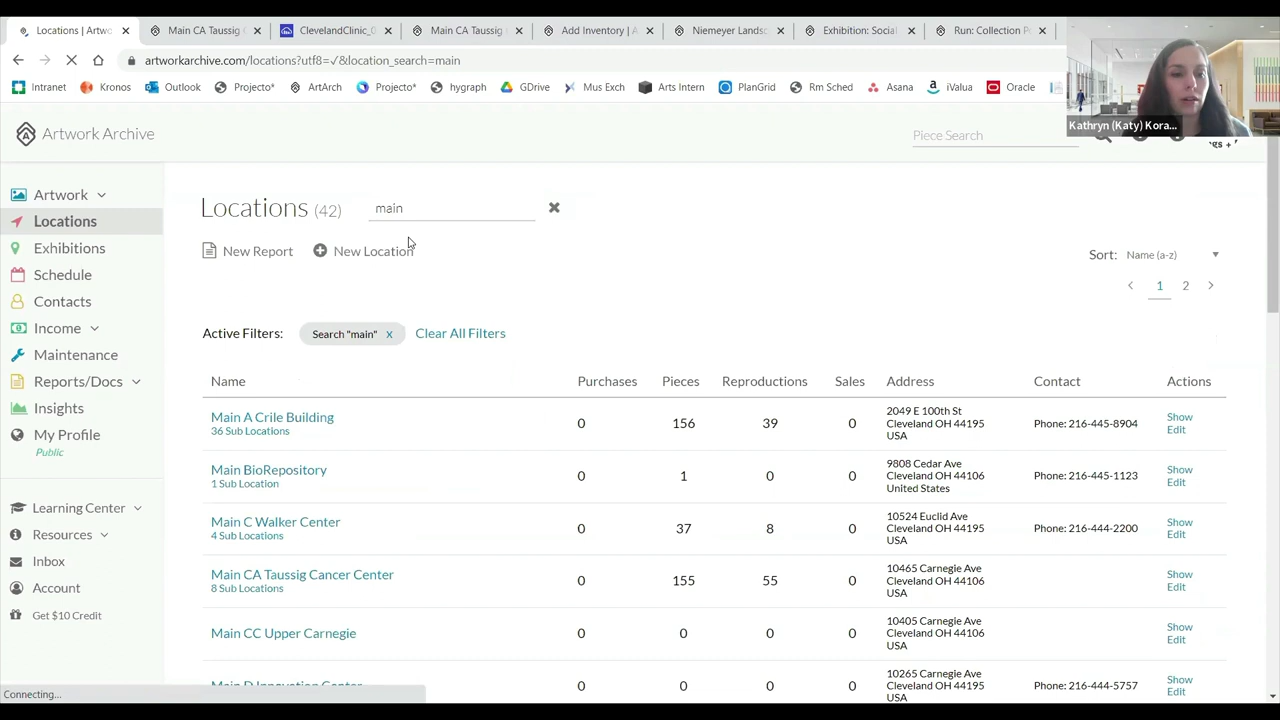 Locations | Artwo
Main CA Taussig
ClevelandClinic_
Main CA Taussig
Add Inventory | A
Niemeyer Lands
Exhibition: Social
Run: Collection P
artworkarchive.com/locations?utf8=✓&location_search=main
Intranet
Kronos
Outlook
Projecto*
ArtArch
Projecto*
hygraph
GDrive
Mus Exch
Arts Intern
PlanGrid
Rm Sched
Asana
iValua
Oracle
Kathryn (Katy) Kora...
Artwork Archive
Piece Search
Artwork
Locations
Exhibitions
Schedule
Contacts
Income
Maintenance
Reports/Docs
Insights
My Profile
Public
Learning Center
Resources
Inbox
Account
Get $10 Credit
Locations (42)
main
New Report
New Location
Sort: Name (a-z)
< 1 2 >
Active Filters: Search "main" x Clear All Filters
Name Purchases Pieces Reproductions Sales Address Contact Actions
Main A Crile Building
36 Sub Locations
0 156 39 0
2049 E 100th St
Cleveland OH 44195
USA
Phone: 216-445-8904
Show
Edit
Main BioRepository
1 Sub Location
0 1 0 0
9808 Cedar Ave
Cleveland OH 44106
United States
Phone: 216-445-1123
Show
Edit
Main C Walker Center
4 Sub Locations
0 37 8 0
10524 Euclid Ave
Cleveland OH 44195
USA
Phone: 216-444-2200
Show
Edit
Main CA Taussig Cancer Center
8 Sub Locations
0 155 55 0
10465 Carnegie Ave
Cleveland OH 44106
USA
Show
Edit
Main CC Upper Carnegie
0 0 0 0
10405 Carnegie Ave
Cleveland OH 44106
USA
Show
Edit
Main D Innovation Center
0 0 0 0
10265 Carnegie Ave
Cleveland OH 44195
USA
Phone: 216-444-5757
Show
Edit
Connecting...